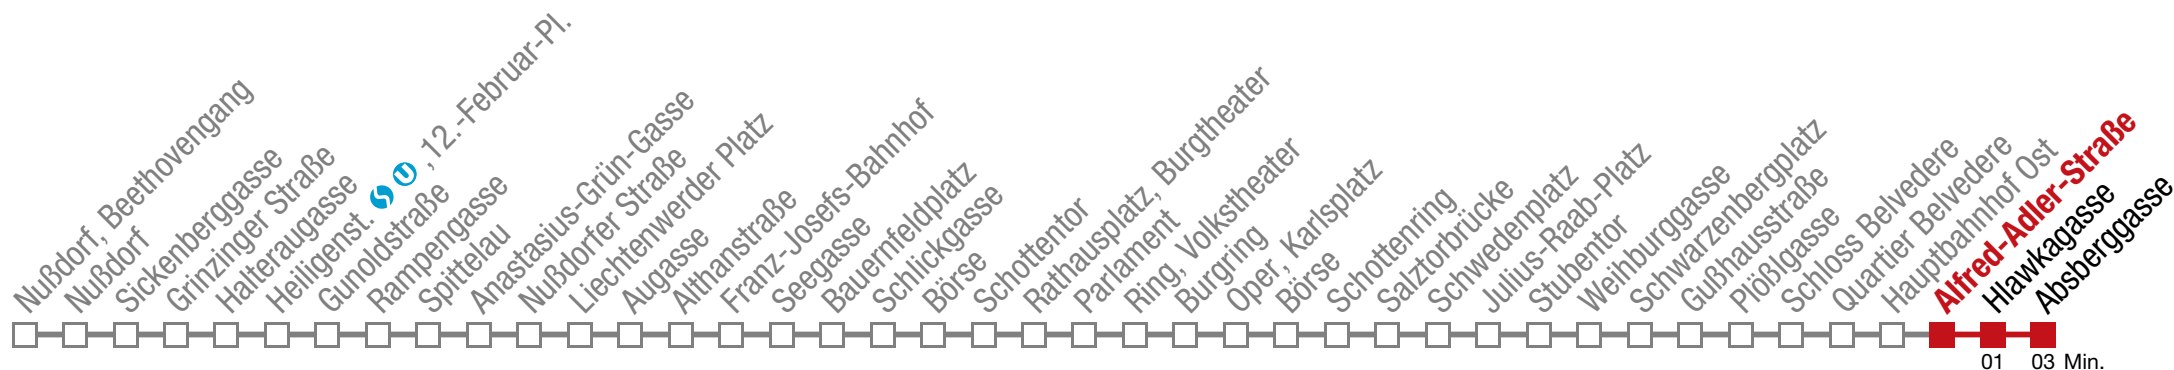 Nußdorf, Beethovengang
Nußdorf
Sickenberggasse
Grinzinger Straße
Halteraugasse
Heiligenst. S U ,12.-Februar-Pl.
Gunoldstraße
Rampengasse
Spittelau
Anastasius-Grün-Gasse
Nußdorfer Straße
Liechtenwerder Platz
Augasse
Althanstraße
Franz-Josefs-Bahnhof
Seegasse
Bauernfeldplatz
Schlickgasse
Börse
Schottentor
Rathausplatz, Burgtheater
Parlament
Ring, Volkstheater
Burgring
Oper, Karlsplatz
Börse
Schottenring
Salztorbrücke
Schwedenplatz
Julius-Raab-Platz
Stubentor
Weihburggasse
Schwarzenbergplatz
Gußhausstraße
Plößlgasse
Schloss Belvedere
Quartier Belvedere
Hauptbahnhof Ost
Alfred-Adler-Straße
Hlawkagasse
Absberggasse
01 03 Min.